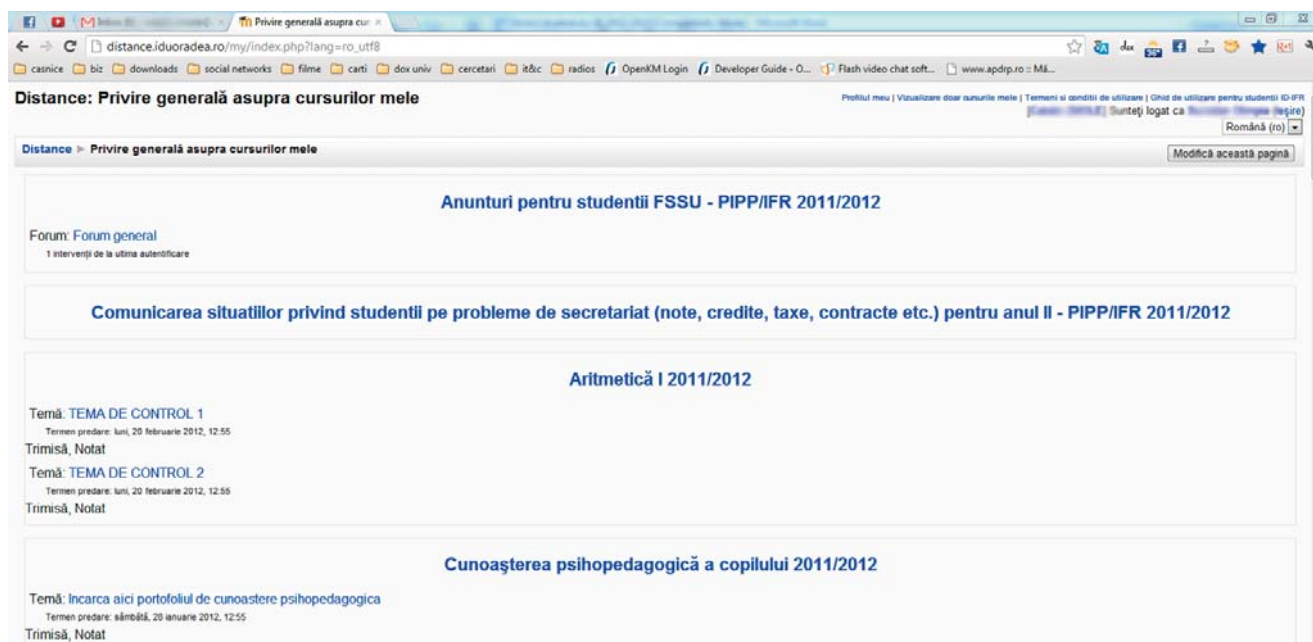 Privire generală asupra cur
distance.iduoradea.ro/my/index.php?lang=ro_utf8
casnice biz downloads social networks filme carti dox univ cercetari it&c radios OpenKM Login Developer Guide - O... Flash video chat soft... www.apdrp.ro :: Mă...
Distance: Privire generală asupra cursurilor mele
Profilul meu | Vizualizare doar cursurile mele | Termeni si conditii de utilizare | Ghid de utilizare pentru studentii ID-IFR
Sunteţi logat ca (Ieşire)
Română (ro)
Distance ► Privire generală asupra cursurilor mele
Modifică această pagină
Anunturi pentru studentii FSSU - PIPP/IFR 2011/2012
Forum: Forum general
1 intervenţii de la ultima autentificare
Comunicarea situatiilor privind studentii pe probleme de secretariat (note, credite, taxe, contracte etc.) pentru anul II - PIPP/IFR 2011/2012
Aritmetică I 2011/2012
Temă: TEMA DE CONTROL 1
Termen predare: luni, 20 februarie 2012, 12:55
Trimisă, Notat
Temă: TEMA DE CONTROL 2
Termen predare: luni, 20 februarie 2012, 12:55
Trimisă, Notat
Cunoaşterea psihopedagogică a copilului 2011/2012
Temă: Incarca aici portofoliul de cunoastere psihopedagogica
Termen predare: sâmbătă, 28 ianuarie 2012, 12:55
Trimisă, Notat